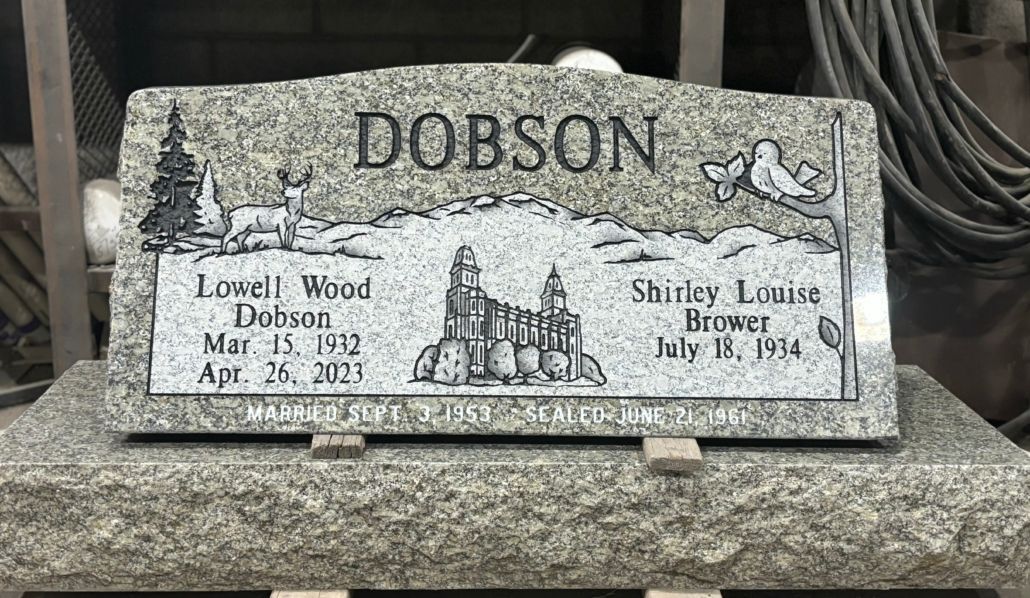 DOBSON
Lowell Wood
Dobson
Mar. 15, 1932
Apr. 26, 2023
Shirley Louise
Brower
July 18, 1934
MARRIED SEPT. 3, 1953 - SEALED JUNE 21, 1961